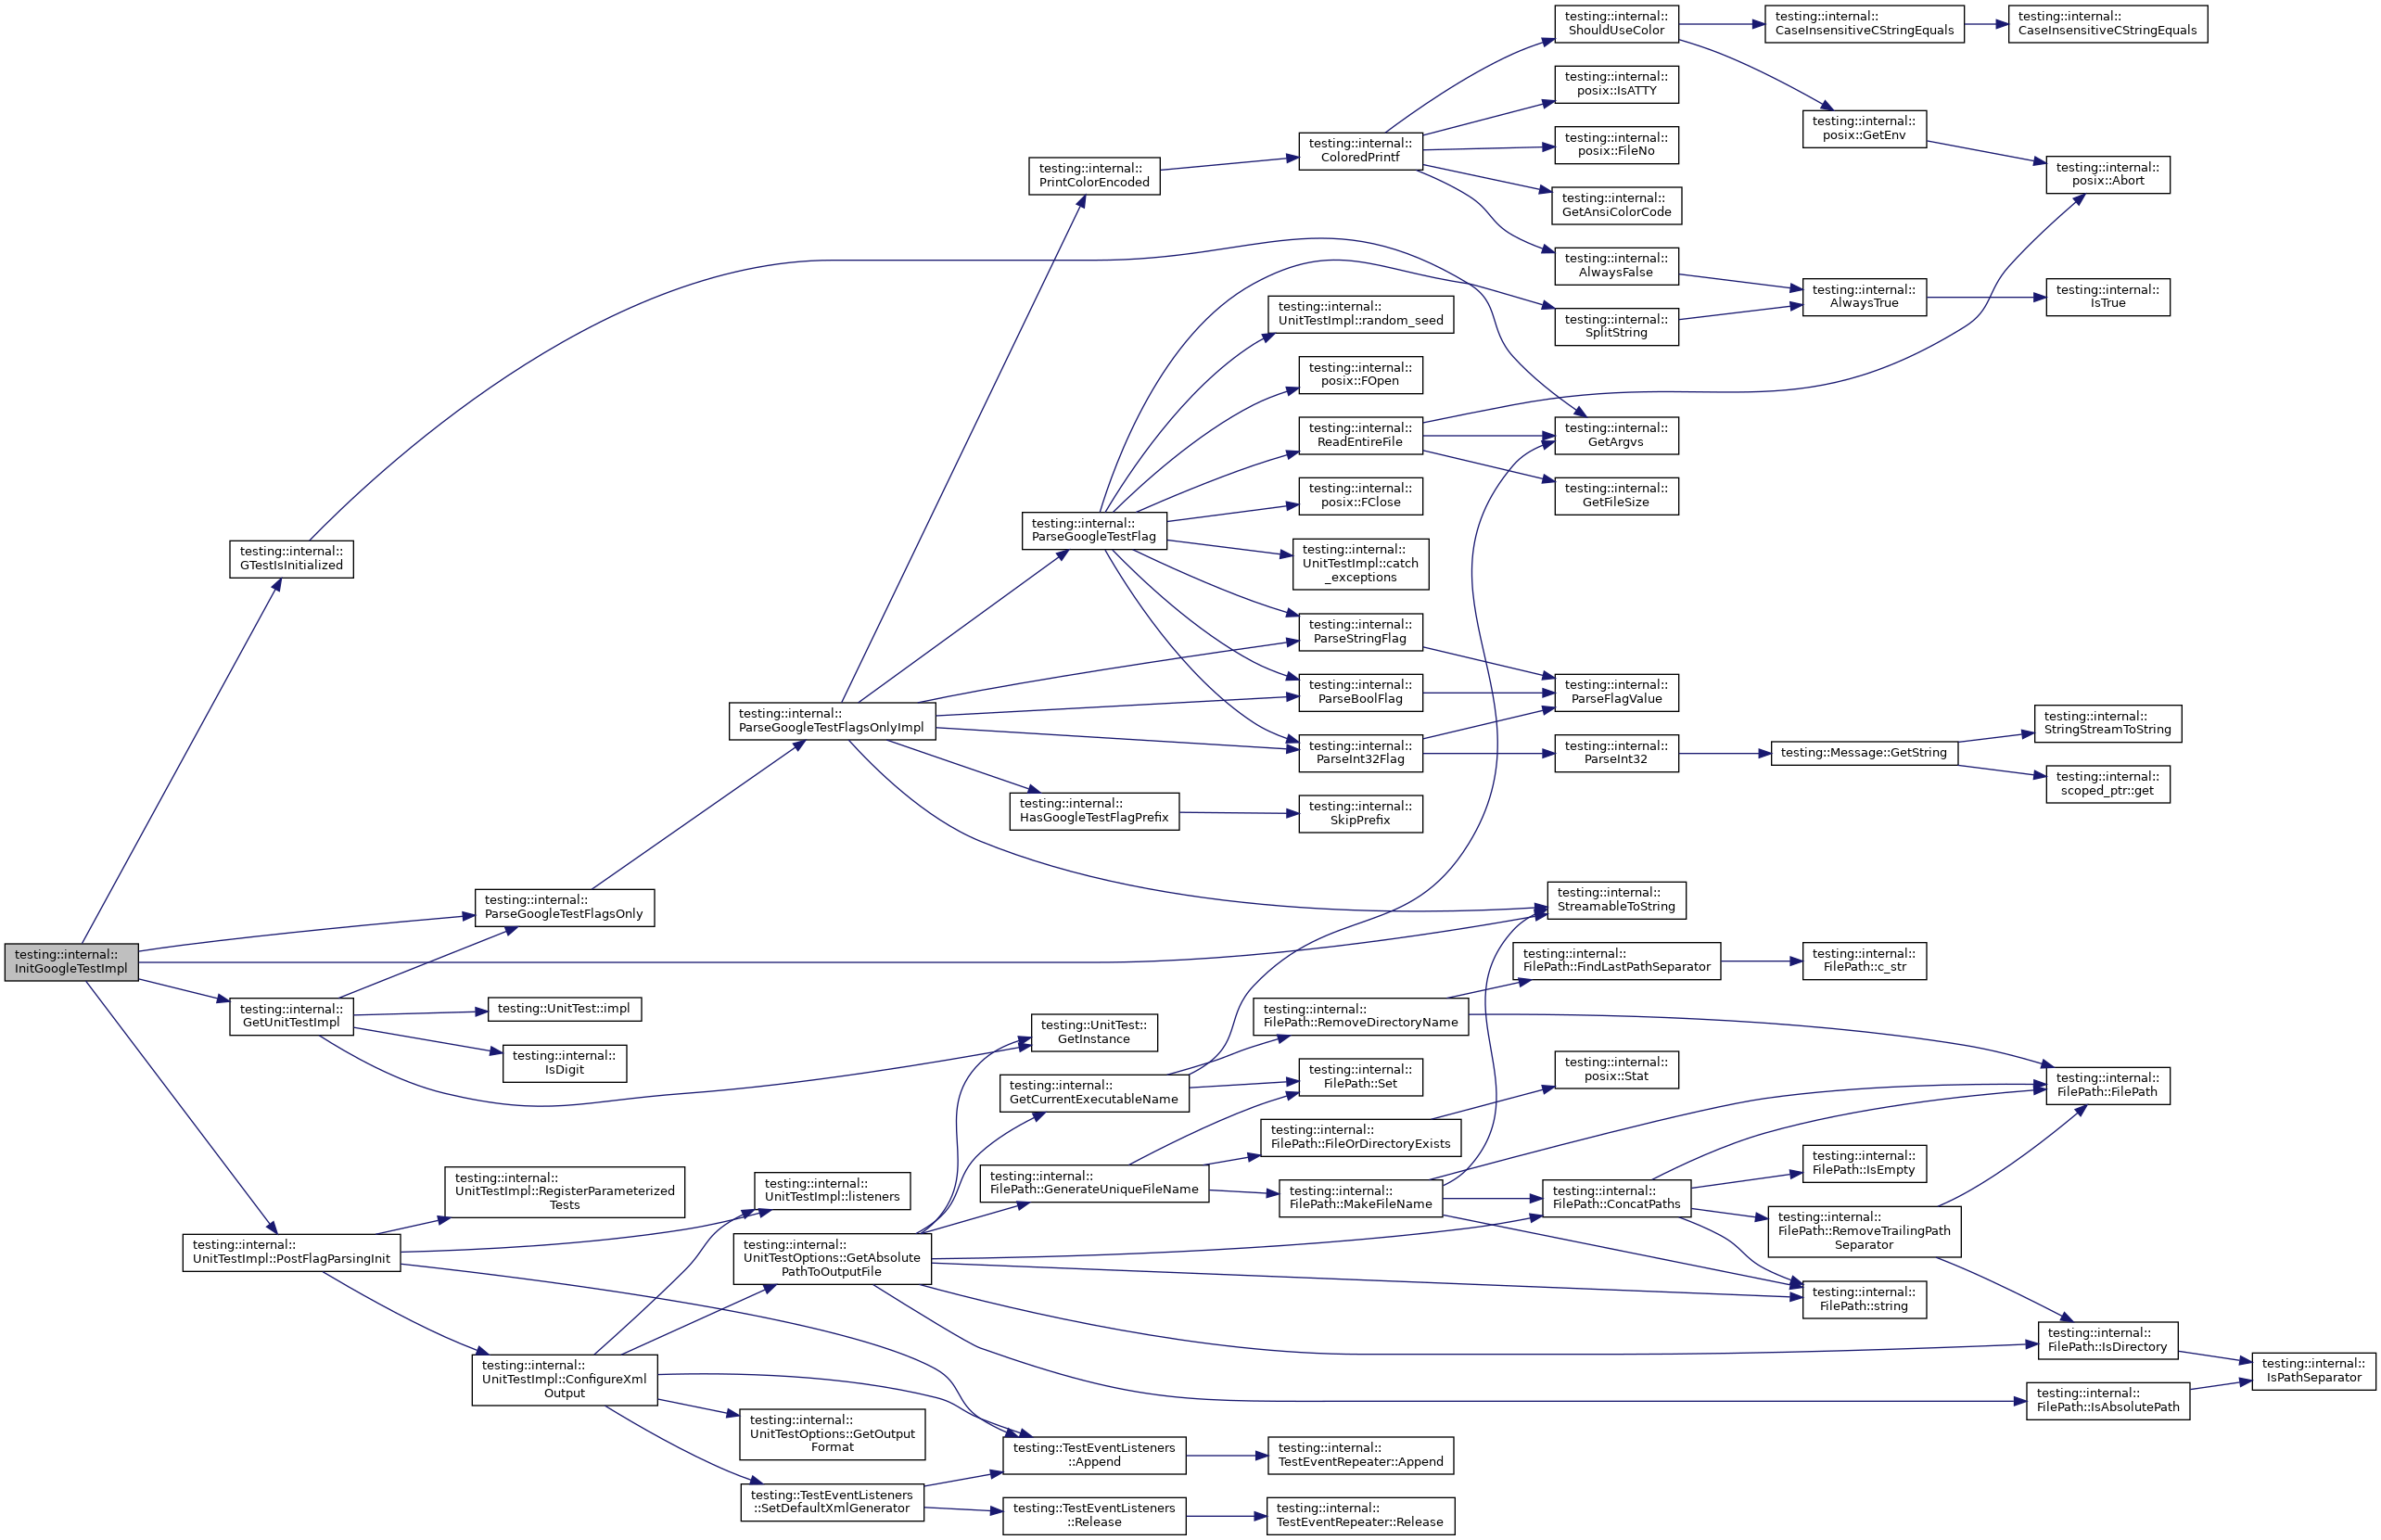 testing::internal::
InitGoogleTestImpl
testing::internal::
GTestIsInitialized
testing::internal::
ParseGoogleTestFlagsOnly
testing::internal::
GetUnitTestImpl
testing::UnitTest::impl
testing::internal::
IsDigit
testing::internal::
UnitTestImpl::PostFlagParsingInit
testing::internal::
UnitTestImpl::RegisterParameterized
Tests
testing::internal::
UnitTestImpl::ConfigureXml
Output
testing::internal::
ParseGoogleTestFlagsOnlyImpl
testing::internal::
UnitTestImpl::listeners
testing::internal::
UnitTestOptions::GetAbsolute
PathToOutputFile
testing::internal::
UnitTestOptions::GetOutput
Format
testing::TestEventListeners
::SetDefaultXmlGenerator
testing::internal::
PrintColorEncoded
testing::internal::
ParseGoogleTestFlag
testing::internal::
HasGoogleTestFlagPrefix
testing::UnitTest::
GetInstance
testing::internal::
GetCurrentExecutableName
testing::internal::
FilePath::GenerateUniqueFileName
testing::TestEventListeners
::Append
testing::TestEventListeners
::Release
testing::internal::
ColoredPrintf
testing::internal::
UnitTestImpl::random_seed
testing::internal::
posix::FOpen
testing::internal::
ReadEntireFile
testing::internal::
posix::FClose
testing::internal::
UnitTestImpl::catch
_exceptions
testing::internal::
ParseStringFlag
testing::internal::
ParseBoolFlag
testing::internal::
ParseInt32Flag
testing::internal::
SkipPrefix
testing::internal::
FilePath::RemoveDirectoryName
testing::internal::
FilePath::Set
testing::internal::
FilePath::FileOrDirectoryExists
testing::internal::
FilePath::MakeFileName
testing::internal::
TestEventRepeater::Append
testing::internal::
TestEventRepeater::Release
testing::internal::
ShouldUseColor
testing::internal::
posix::IsATTY
testing::internal::
posix::FileNo
testing::internal::
GetAnsiColorCode
testing::internal::
AlwaysFalse
testing::internal::
SplitString
testing::internal::
GetArgvs
testing::internal::
GetFileSize
testing::internal::
ParseFlagValue
testing::internal::
ParseInt32
testing::internal::
StreamableToString
testing::internal::
FilePath::FindLastPathSeparator
testing::internal::
posix::Stat
testing::internal::
FilePath::ConcatPaths
testing::internal::
CaseInsensitiveCStringEquals
testing::internal::
posix::GetEnv
testing::internal::
AlwaysTrue
testing::Message::GetString
testing::internal::
FilePath::c_str
testing::internal::
FilePath::IsEmpty
testing::internal::
FilePath::RemoveTrailingPath
Separator
testing::internal::
FilePath::string
testing::internal::
CaseInsensitiveCStringEquals
testing::internal::
posix::Abort
testing::internal::
IsTrue
testing::internal::
StringStreamToString
testing::internal::
scoped_ptr::get
testing::internal::
FilePath::FilePath
testing::internal::
FilePath::IsDirectory
testing::internal::
FilePath::IsAbsolutePath
testing::internal::
IsPathSeparator